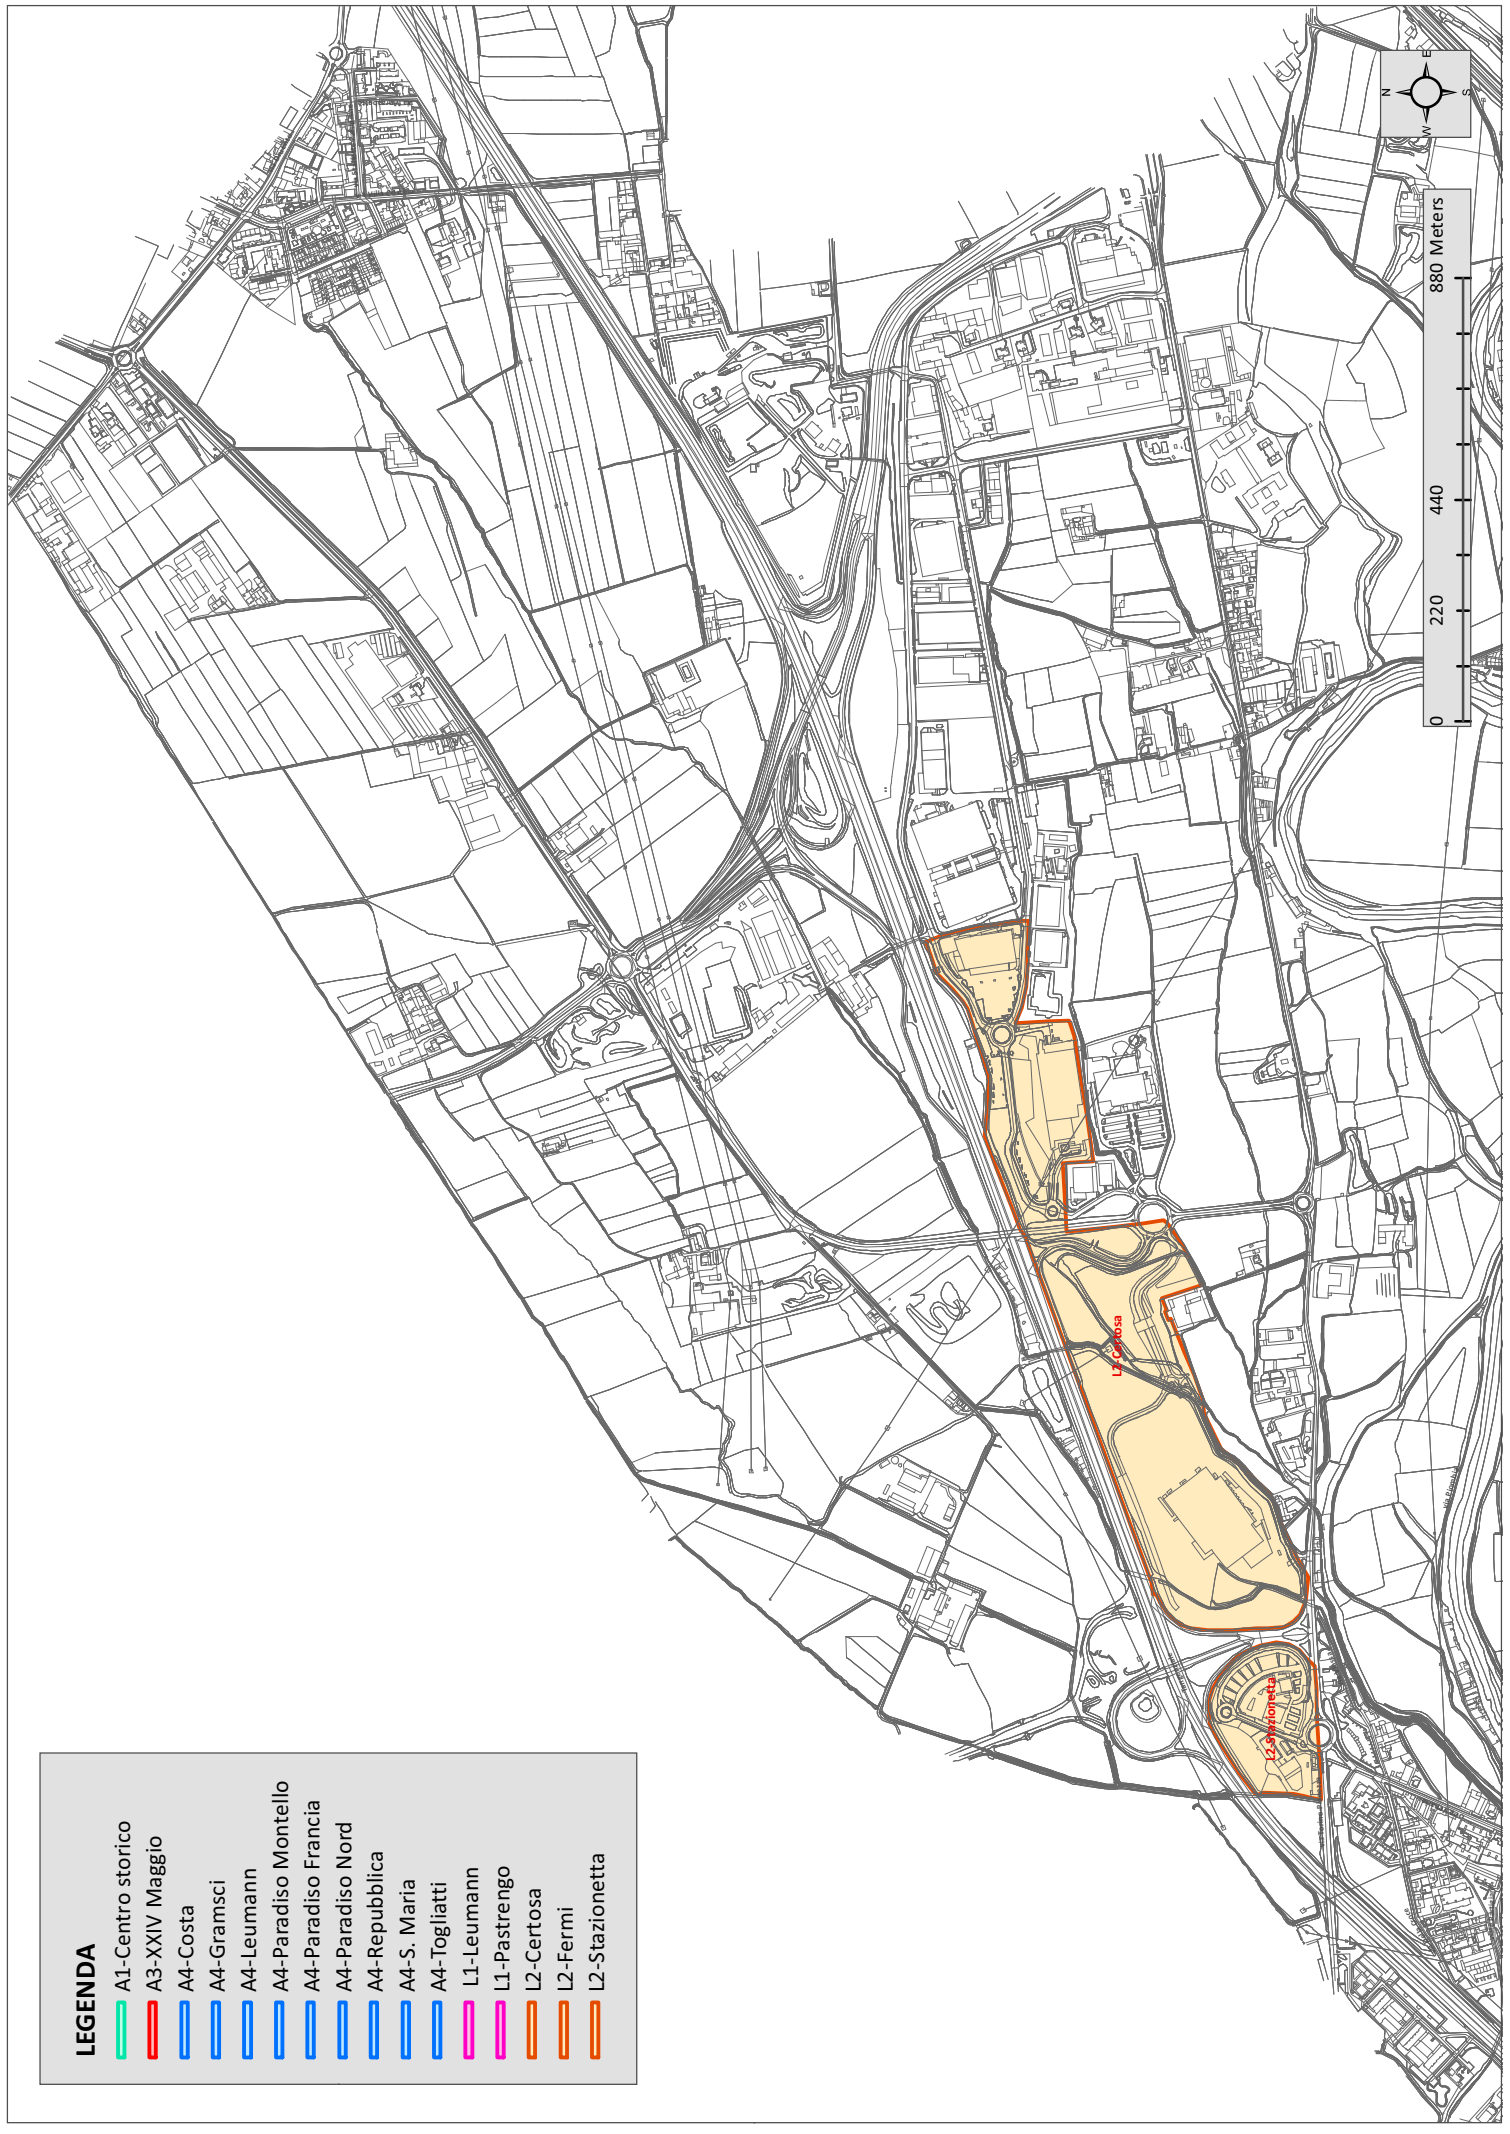 LEGENDA
A1-Centro storico
A3-XXIV Maggio
A4-Costa
A4-Gramsci
A4-Leumann
A4-Paradiso Montello
A4-Paradiso Francia
A4-Paradiso Nord
A4-Repubblica
A4-S. Maria
A4-Togliatti
L1-Leumann
L1-Pastrengo
L2-Certosa
L2-Fermi
L2-Stazionetta
L2-Certosa
L2-Stazionetta
0 220 440 880 Meters
N
E
S
W